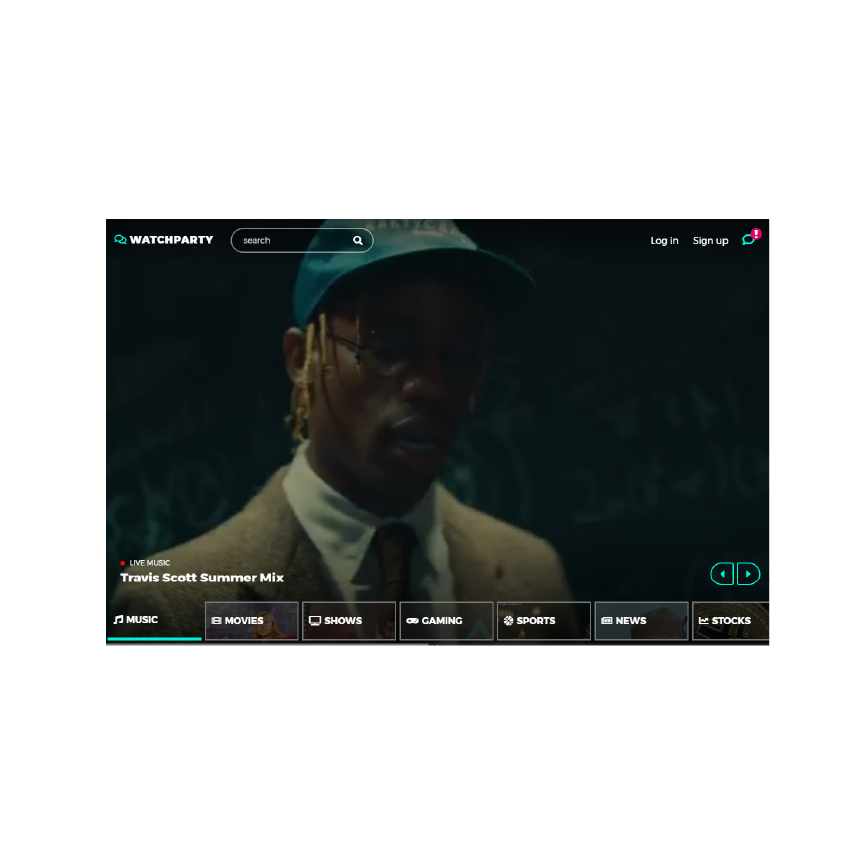 WATCHPARTY
search
Log in
Sign up
!
LIVE MUSIC
Travis Scott Summer Mix
MUSIC
MOVIES
SHOWS
GAMING
SPORTS
NEWS
STOCKS